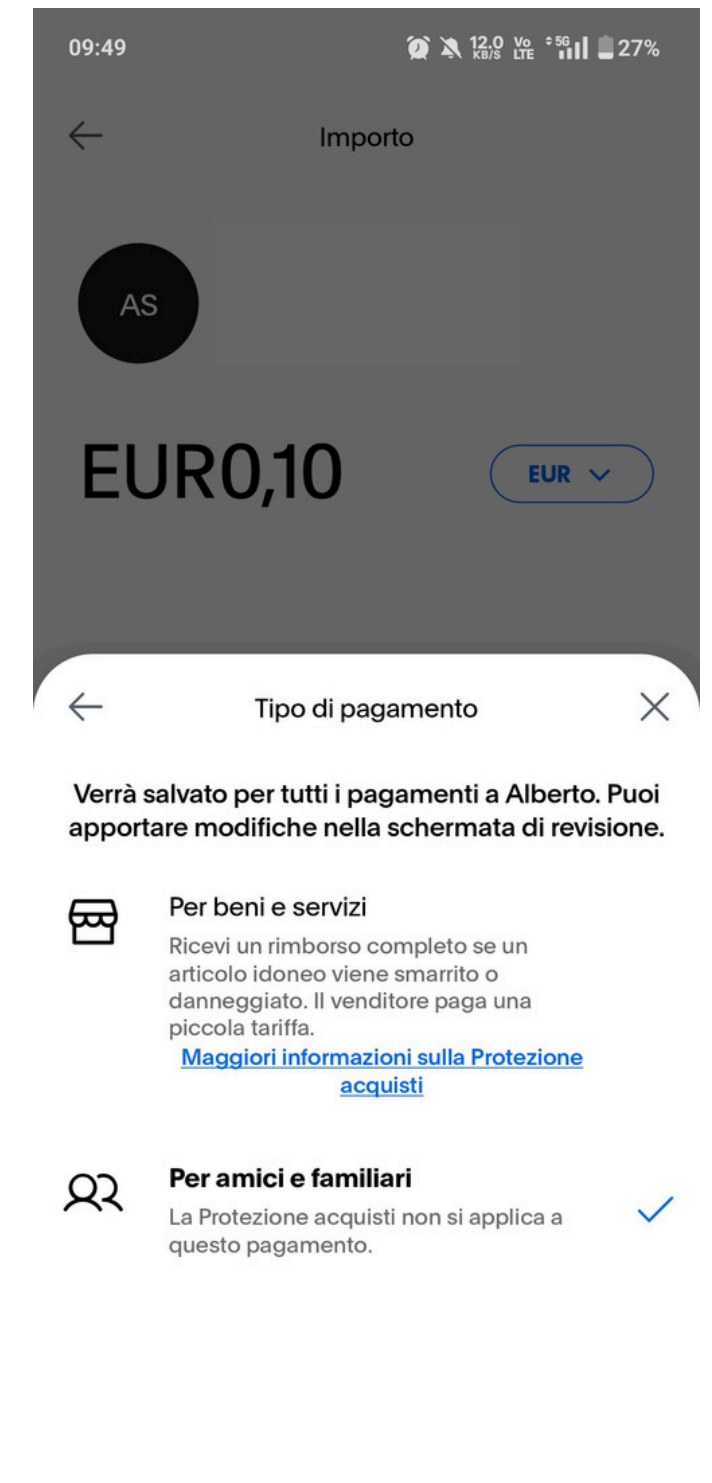 09:49 12.0 KB/S Vo LTE 5G 27%
Importo
AS
EUR0,10 EUR
Tipo di pagamento
Verrà salvato per tutti i pagamenti a Alberto. Puoi
apportare modifiche nella schermata di revisione.
Per beni e servizi
Ricevi un rimborso completo se un
articolo idoneo viene smarrito o
danneggiato. Il venditore paga una
piccola tariffa.
Maggiori informazioni sulla Protezione
acquisti
Per amici e familiari
La Protezione acquisti non si applica a
questo pagamento.